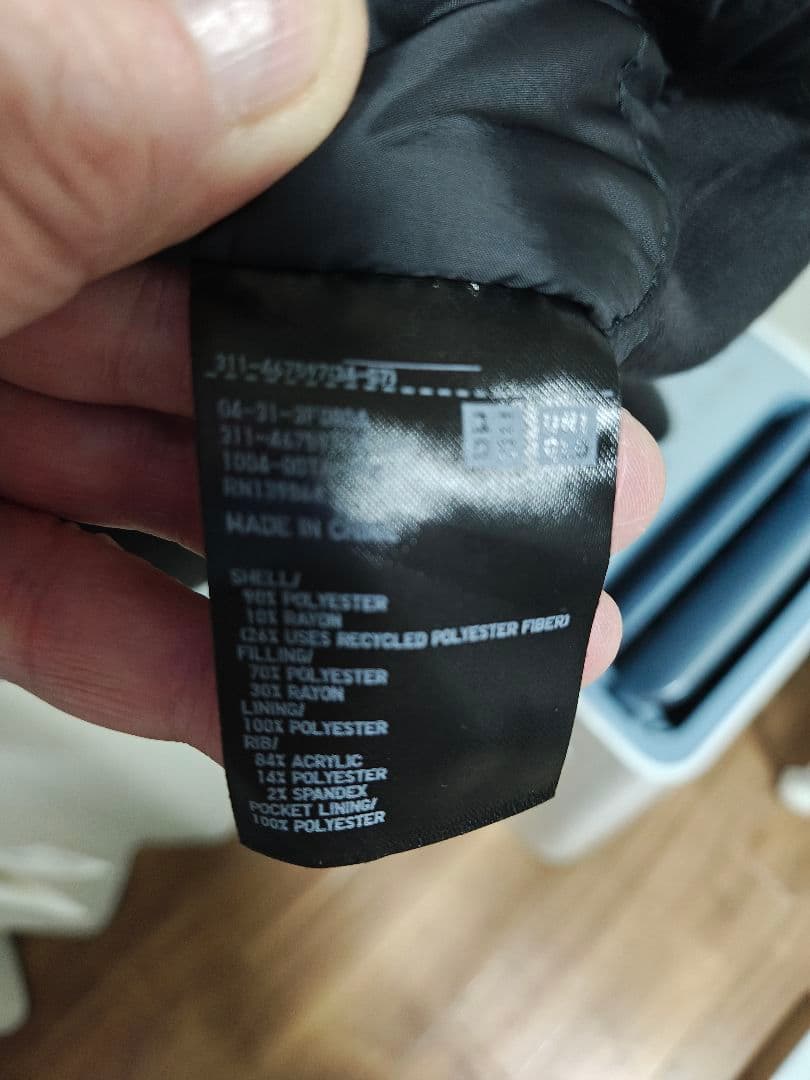 MADE IN CHINA
SHELL/
90% POLYESTER
10% RAYON
(26% USES RECYCLED POLYESTER FIBER)
FILLING/
70% POLYESTER
30% RAYON
LINING/
100% POLYESTER
RIB/
84% ACRYLIC
14% POLYESTER
2% SPANDEX
POCKET LINING/
100% POLYESTER